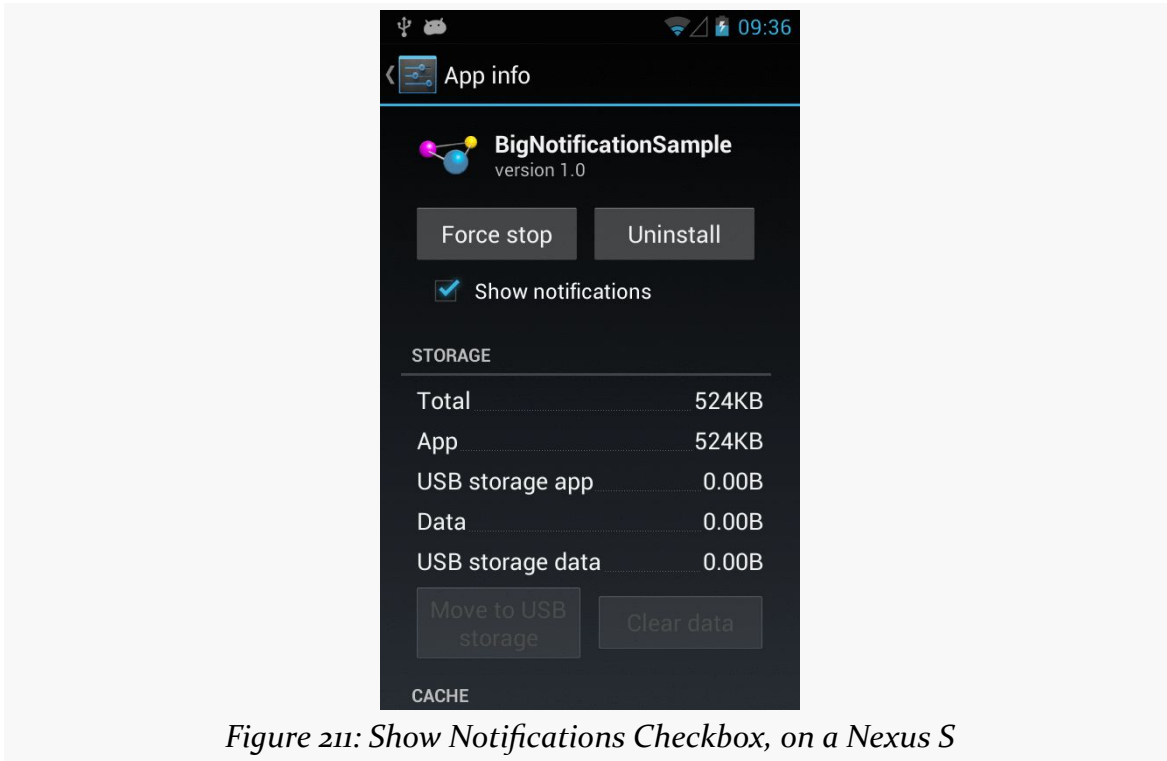 09:36
App info
BigNotificationSample
version 1.0
Force stop Uninstall
Show notifications
STORAGE
Total 524KB
App 524KB
USB storage app 0.00B
Data 0.00B
USB storage data 0.00B
Move to USB
storage
Clear data
CACHE
Figure 211: Show Notifications Checkbox, on a Nexus S